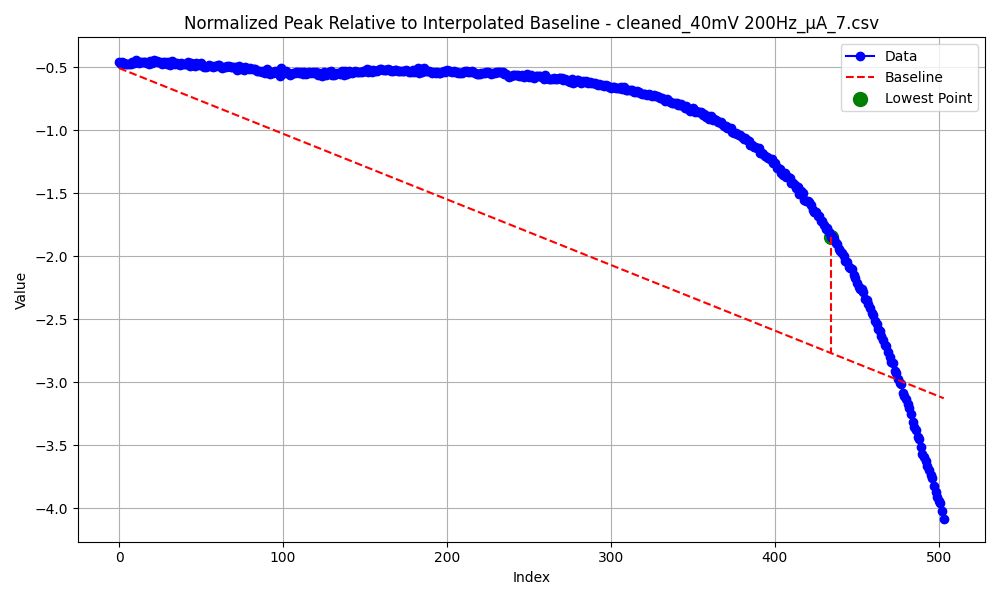 Normalized Peak Relative to Interpolated Baseline - cleaned_40mV 200Hz_μA_7.csv
Data
Baseline
Lowest Point
−0.5
−1.0
−1.5
−2.0
−2.5
−3.0
−3.5
−4.0
Value
0 100 200 300 400 500
Index